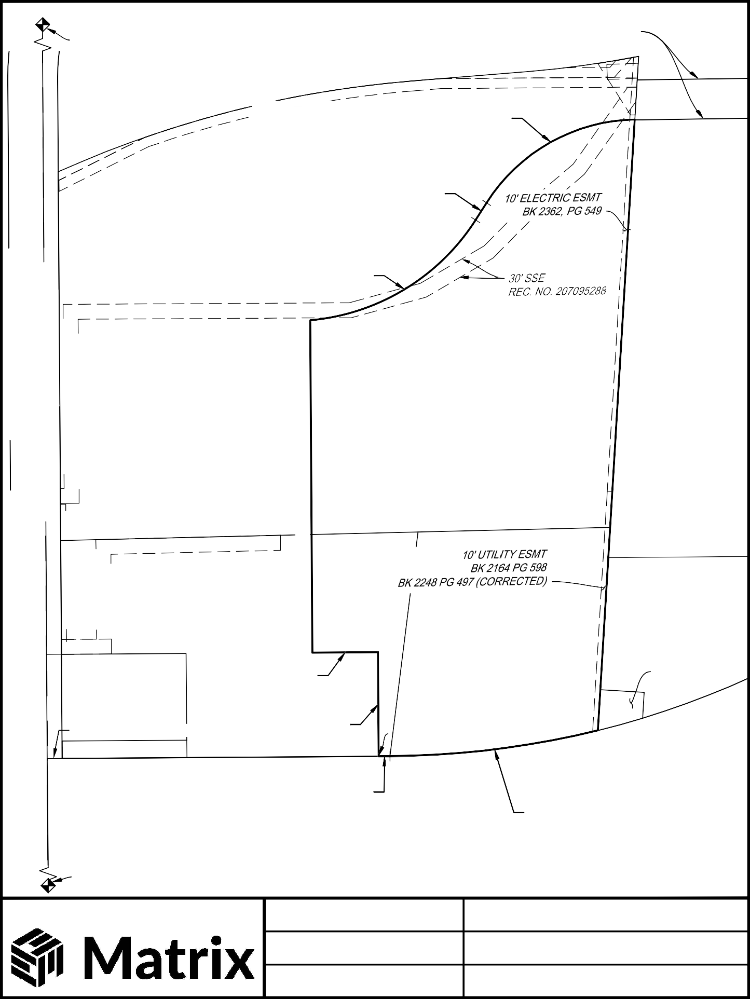 10' ELECTRIC ESMT
BK 2362, PG 549
30' SSE
REC. NO. 207095288
10' UTILITY ESMT
BK 2164 PG 598
BK 2248 PG 497 (CORRECTED)
Matrix